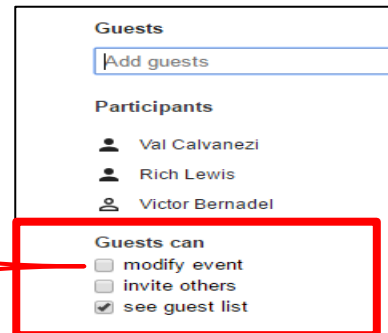 Guests
Add guests
Participants
Val Calvanezi
Rich Lewis
Victor Bernadel
Guests can
modify event
invite others
see guest list